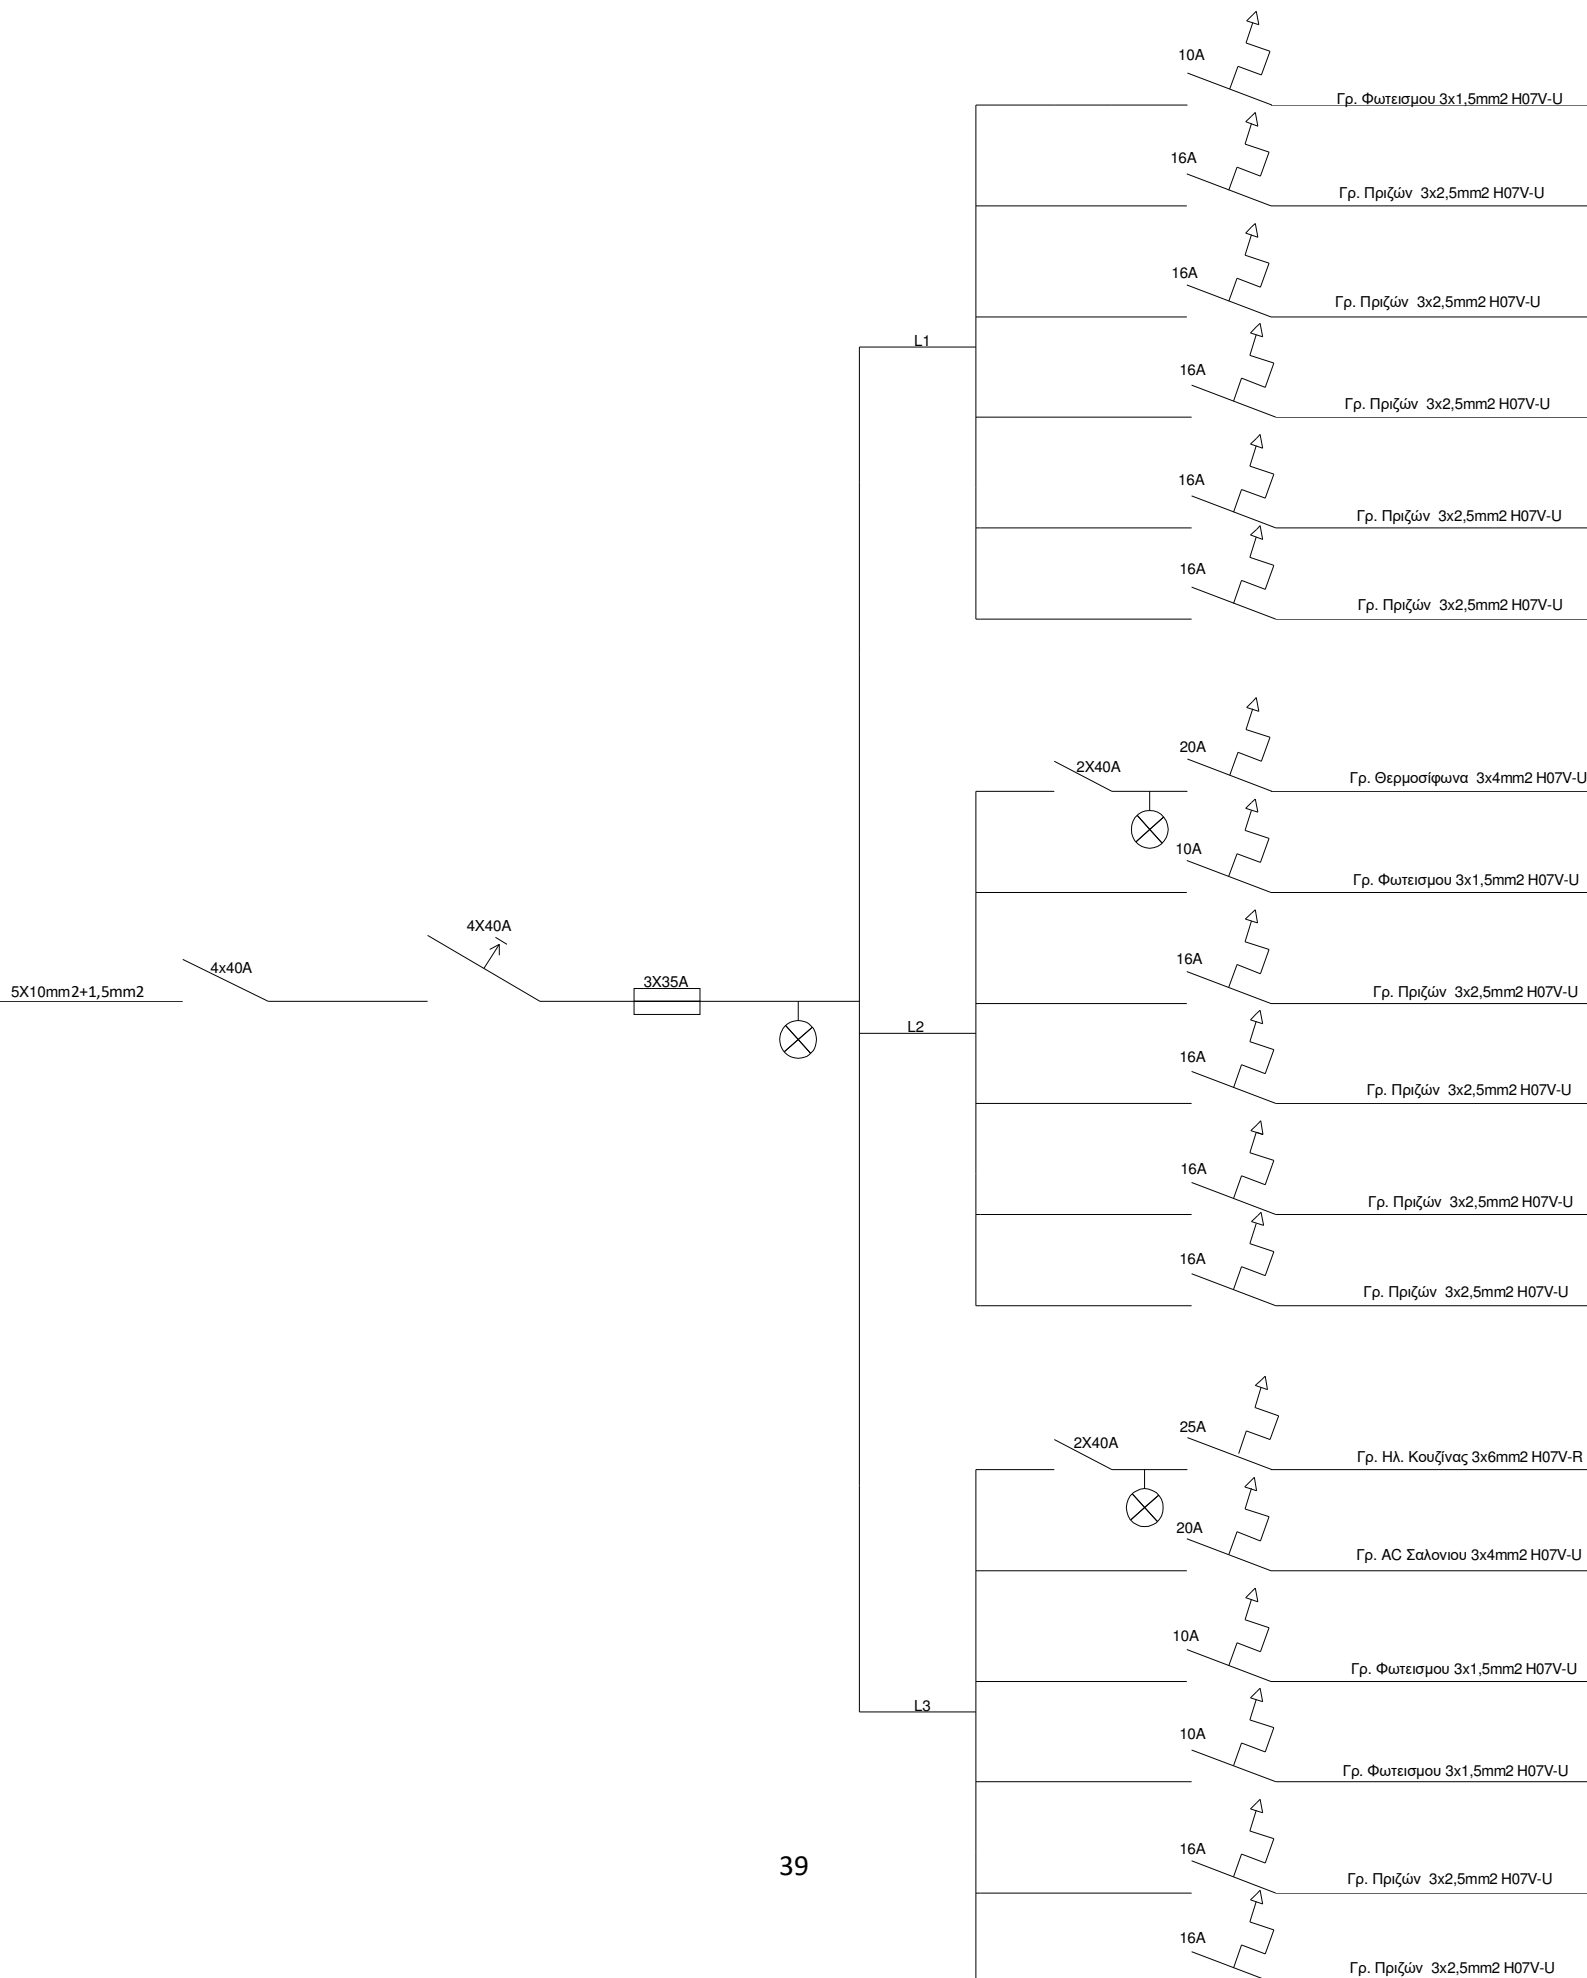 10A
Γρ. Φωτεισμου 3x1,5mm2 H07V-U
16A
Γρ. Πριζών 3x2,5mm2 H07V-U
16A
Γρ. Πριζών 3x2,5mm2 H07V-U
L1
16A
Γρ. Πριζών 3x2,5mm2 H07V-U
16A
Γρ. Πριζών 3x2,5mm2 H07V-U
16A
Γρ. Πριζών 3x2,5mm2 H07V-U
2X40A
20A
Γρ. Θερμοσίφωνα 3x4mm2 H07V-U
10A
Γρ. Φωτεισμου 3x1,5mm2 H07V-U
5X10mm2+1,5mm2
4x40A
4X40A
3X35A
L2
16A
Γρ. Πριζών 3x2,5mm2 H07V-U
16A
Γρ. Πριζών 3x2,5mm2 H07V-U
16A
Γρ. Πριζών 3x2,5mm2 H07V-U
16A
Γρ. Πριζών 3x2,5mm2 H07V-U
2X40A
25A
Γρ. Ηλ. Κουζίνας 3x6mm2 H07V-R
20A
Γρ. AC Σαλονιου 3x4mm2 H07V-U
10A
Γρ. Φωτεισμου 3x1,5mm2 H07V-U
L3
10A
Γρ. Φωτεισμου 3x1,5mm2 H07V-U
16A
Γρ. Πριζών 3x2,5mm2 H07V-U
16A
Γρ. Πριζών 3x2,5mm2 H07V-U
39